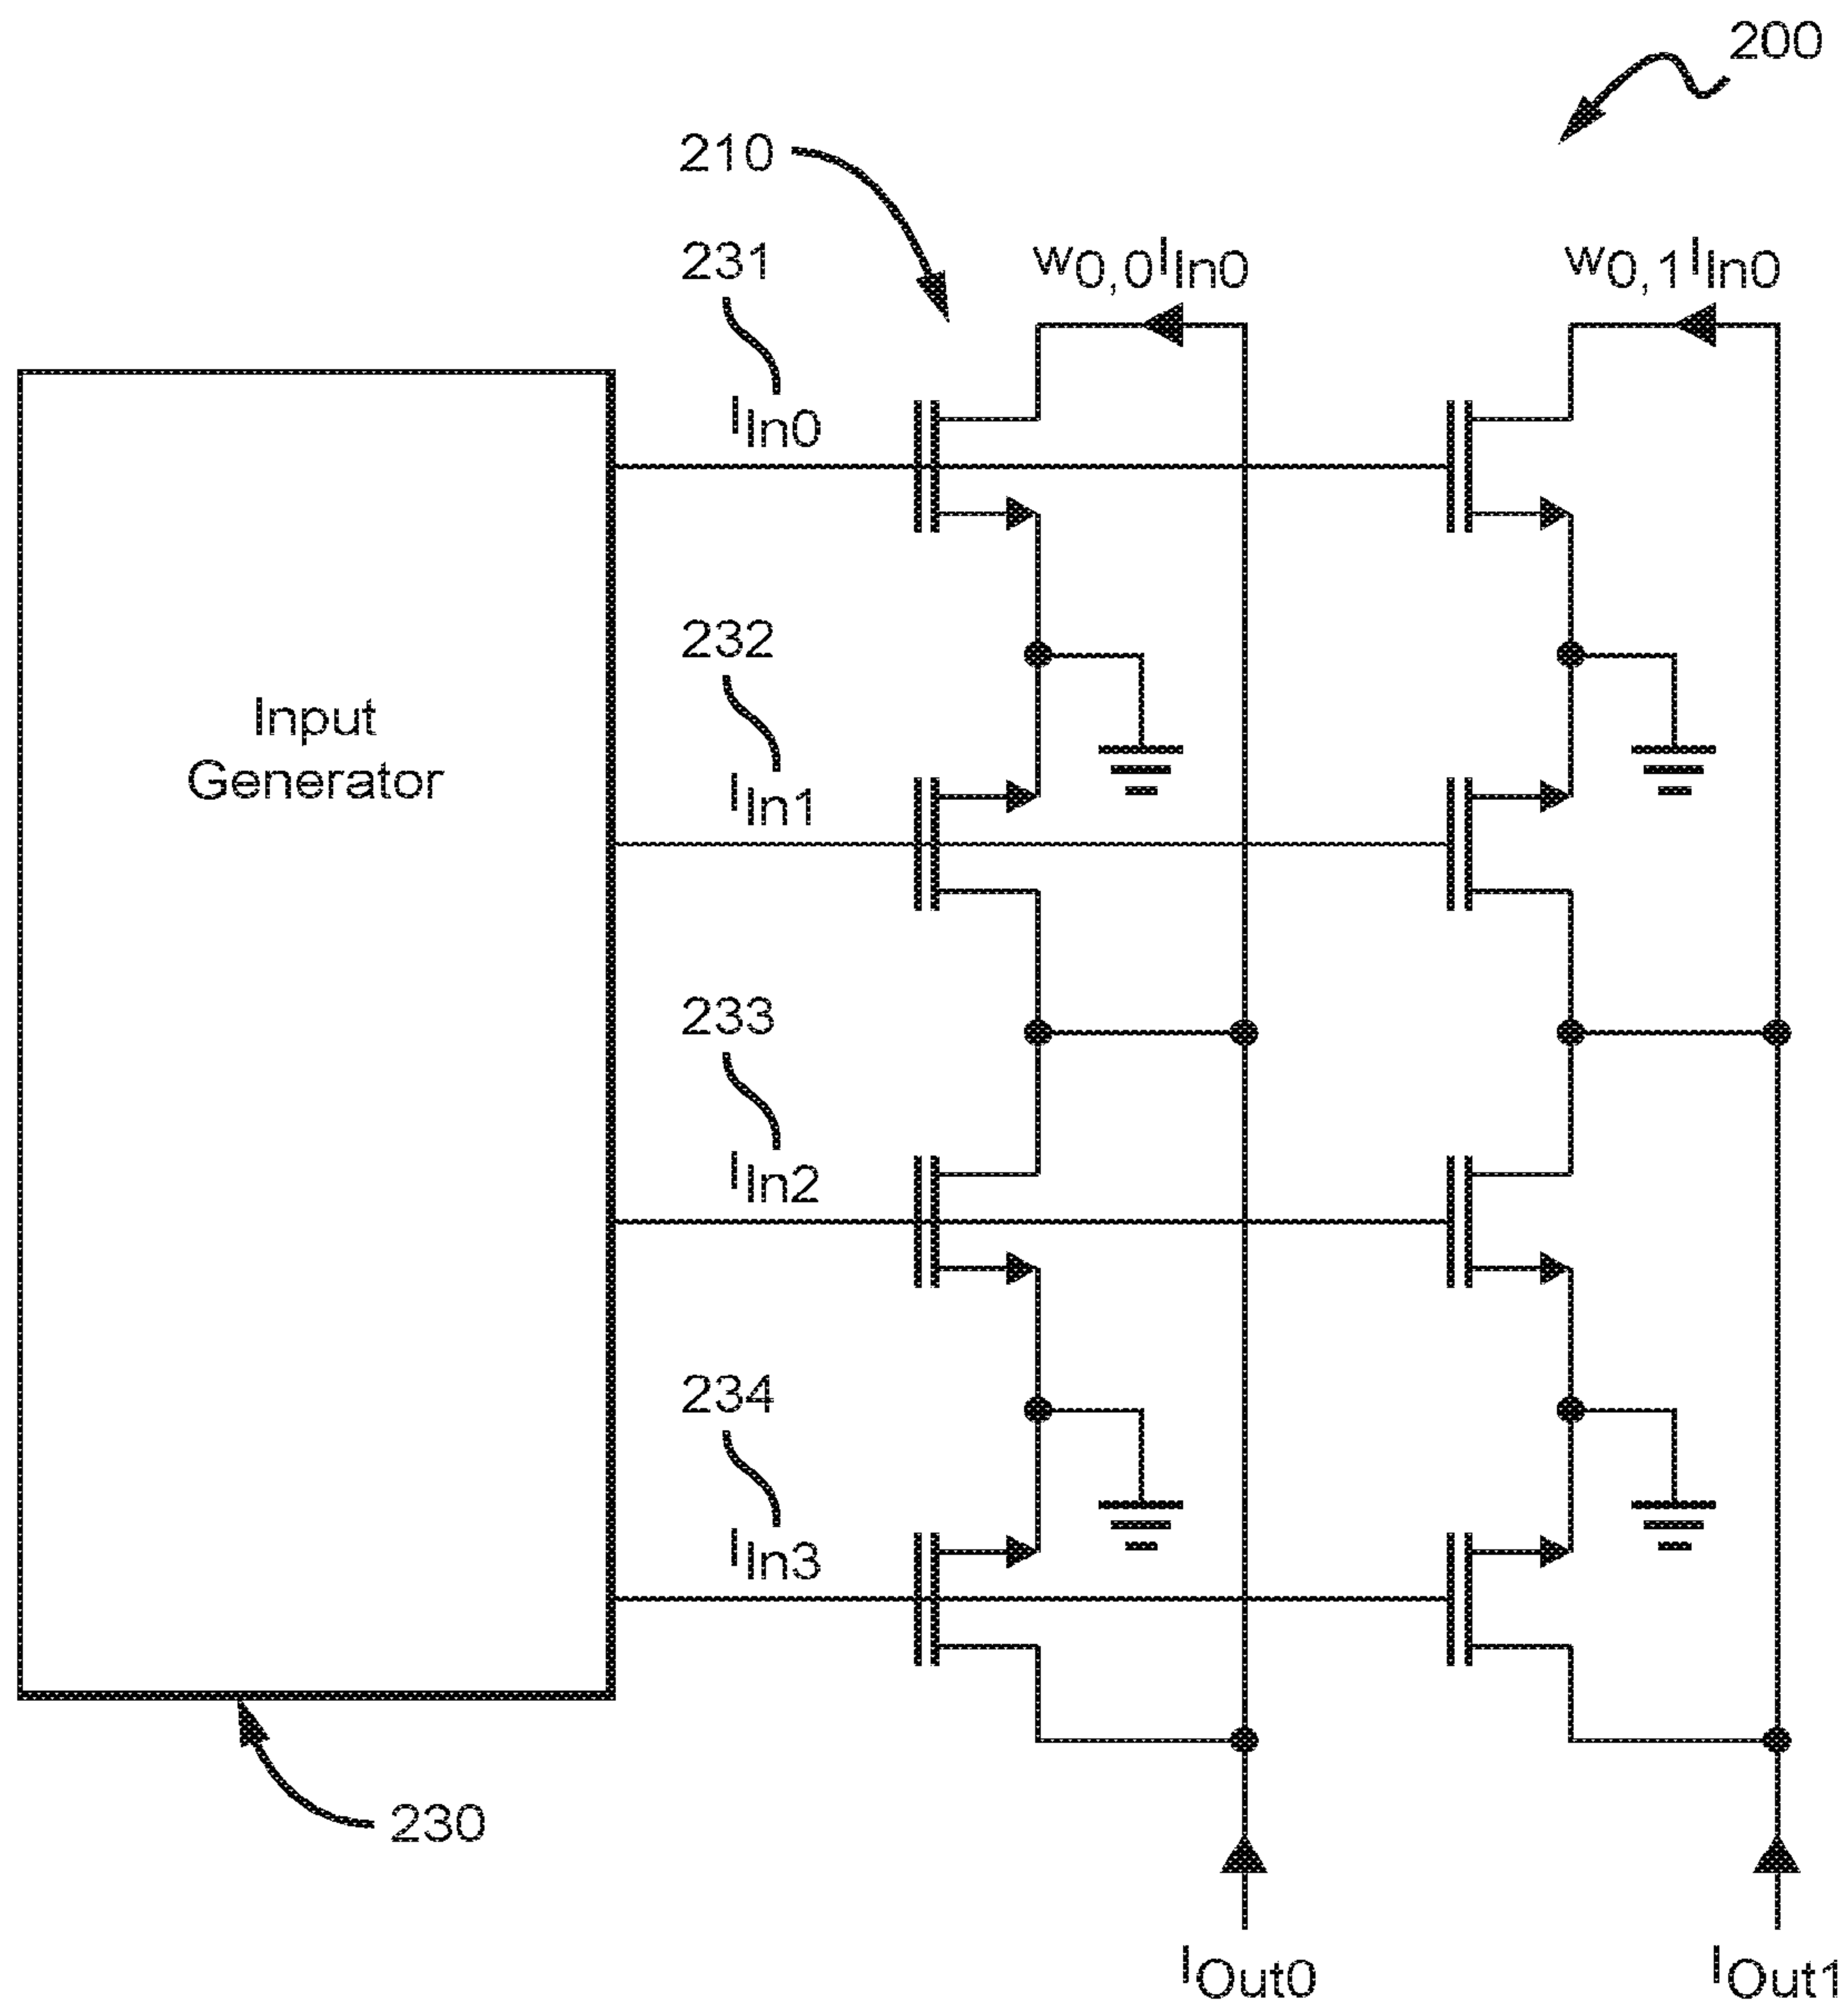 200
210
231
w0,0IIn0
w0,1IIn0
IIn0
232
Input
Generator
IIn1
233
IIn2
234
IIn3
230
IOut0
IOut1